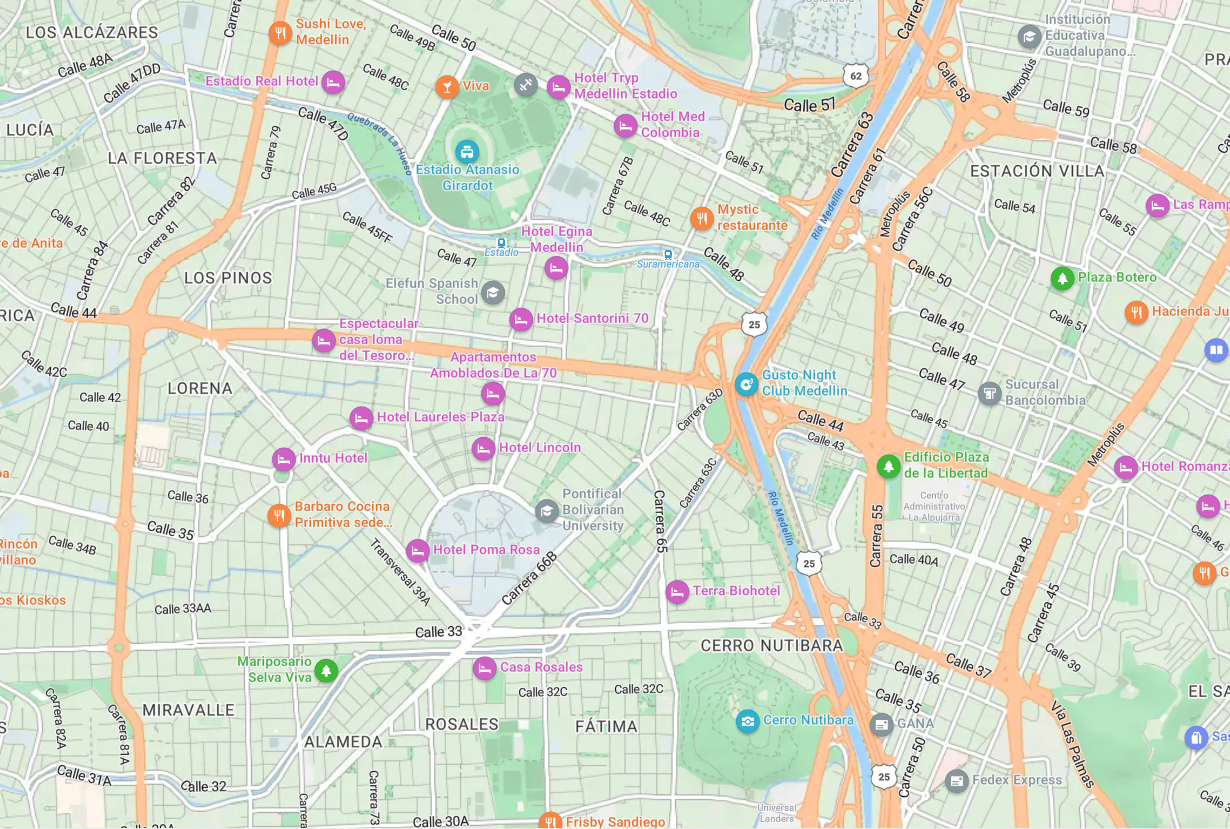 Colombia
Institución
Educativa
Guadalupano...
LOS ALCÁZARES
Sushi Love,
Medellin
Carrera
Calle 50
Calle 49B
Calle 48A
Calle 47DD
Estadio Real Hotel
Calle 48C
Viva
Hotel Tryp
Medellin Estadio
62
Calle 57
Calle 58
Metroplús
PRA
Calle 59
Calle 58
Hotel Med
Colombia
LUCÍA
Calle 47A
Calle 47D
Quebrada La Hueso
Carrera 79
Estadio Atanasio
Girardot
Carrera 63
Carrera 61
LA FLORESTA
Calle 47
Carrera 82
Calle 45G
Carrera 67B
Calle 51
ESTACIÓN VILLA
Metroplús
Carrera 56C
Calle 54
Calle 55
Las Ramp
Calle 45
Carrera 81
Calle 45FF
Calle 48C
Mystic
restaurante
Río Medellín
re de Anita
Carrera 84
Hotel Egina
Medellin
Estadio
Suramericana
Calle 47
Calle 48
Calle 50
Plaza Botero
LOS PINOS
Elefun Spanish
School
Hotel Santorini 70
25
Calle 49
Calle 51
Hacienda Ju
RICA
Calle 44
Espectacular
casa loma
del Tesoro...
Apartamentos
Amoblados De La 70
Calle 48
Calle 47
Calle 42C
LORENA
Gusto Night
Club Medellin
Sucursal
Bancolombia
Calle 42
Calle 40
Hotel Laureles Plaza
Carrera 63D
Calle 44
Calle 43
Calle 45
Metroplús
Hotel Lincoln
Inntu Hotel
Carrera 63C
Edificio Plaza
de la Libertad
Hotel Romanza
Centro
Administrativo
La Alpujarra
Calle 36
Barbaro Cocina
Primitiva sede...
Pontifical
Bolivarian
University
Carrera 65
Río Medellín
Carrera 55
H
Calle 35
Calle 34B
Rincón
villano
Transversal 39A
Hotel Poma Rosa
Carrera 66B
25
Calle 40A
Carrera 48
Calle 46
G
os Kioskos
Calle 33AA
Terra Biohotel
Carrera 45
Calle 33
Calle 33
CERRO NUTIBARA
Calle 37
Calle 39
Mariposario
Selva Viva
Casa Rosales
Calle 36
Calle 32C
Calle 32C
Calle 35
EL SA
MIRAVALLE
Carrera 82A
Carrera 81A
ROSALES
FÁTIMA
Cerro Nutibara
GANA
Vía Las Palmas
ALAMEDA
Sas
Calle 31A
Calle 32
Carrera 73
25
Carrera 50
Fedex Express
Universal
Landers
Calle 30A
Frisby Sandiego